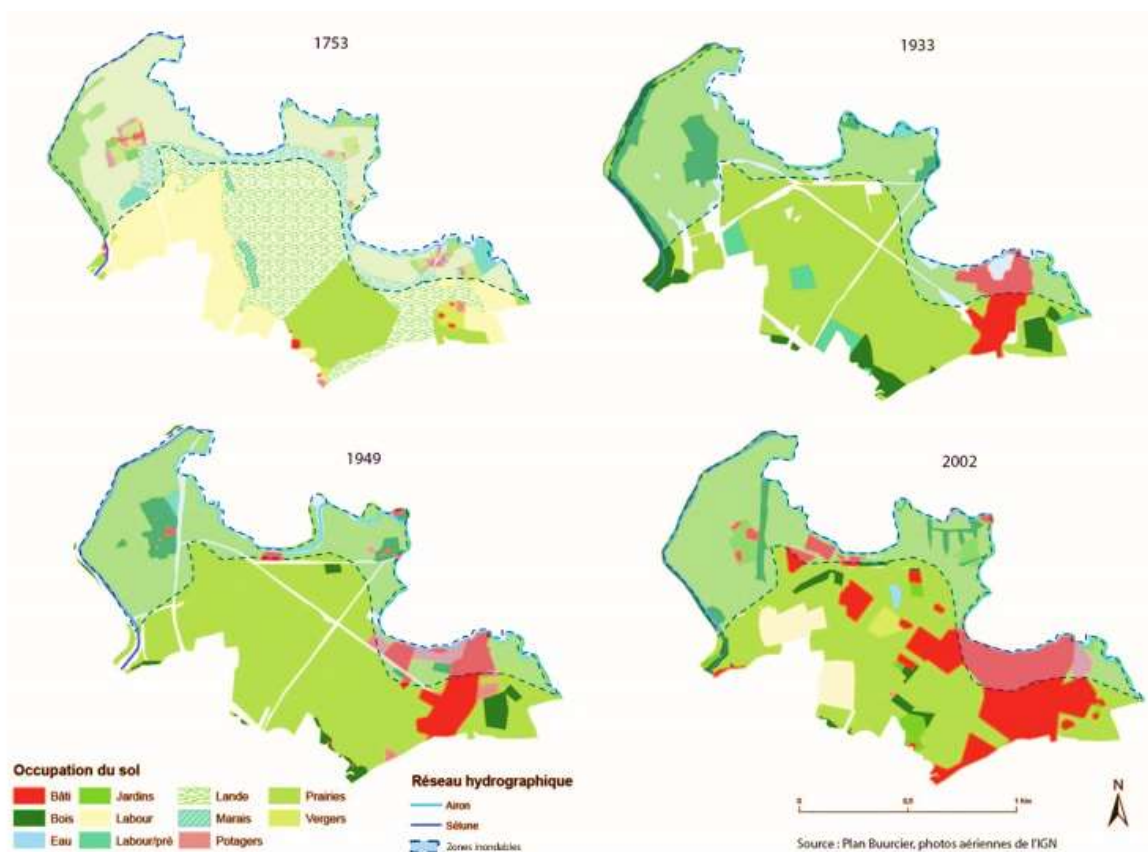 1753
1933
1949
2002
Occupation du sol
Bâti
Jardins
Lande
Prairies
Bois
Labour
Marais
Vergers
Eau
Labour/pré
Potagers
Réseau hydrographique
Airon
Sélune
Zones inondables
0 0,5 1 Km
N
Source : Plan Buurcier, photos aériennes de l'IGN